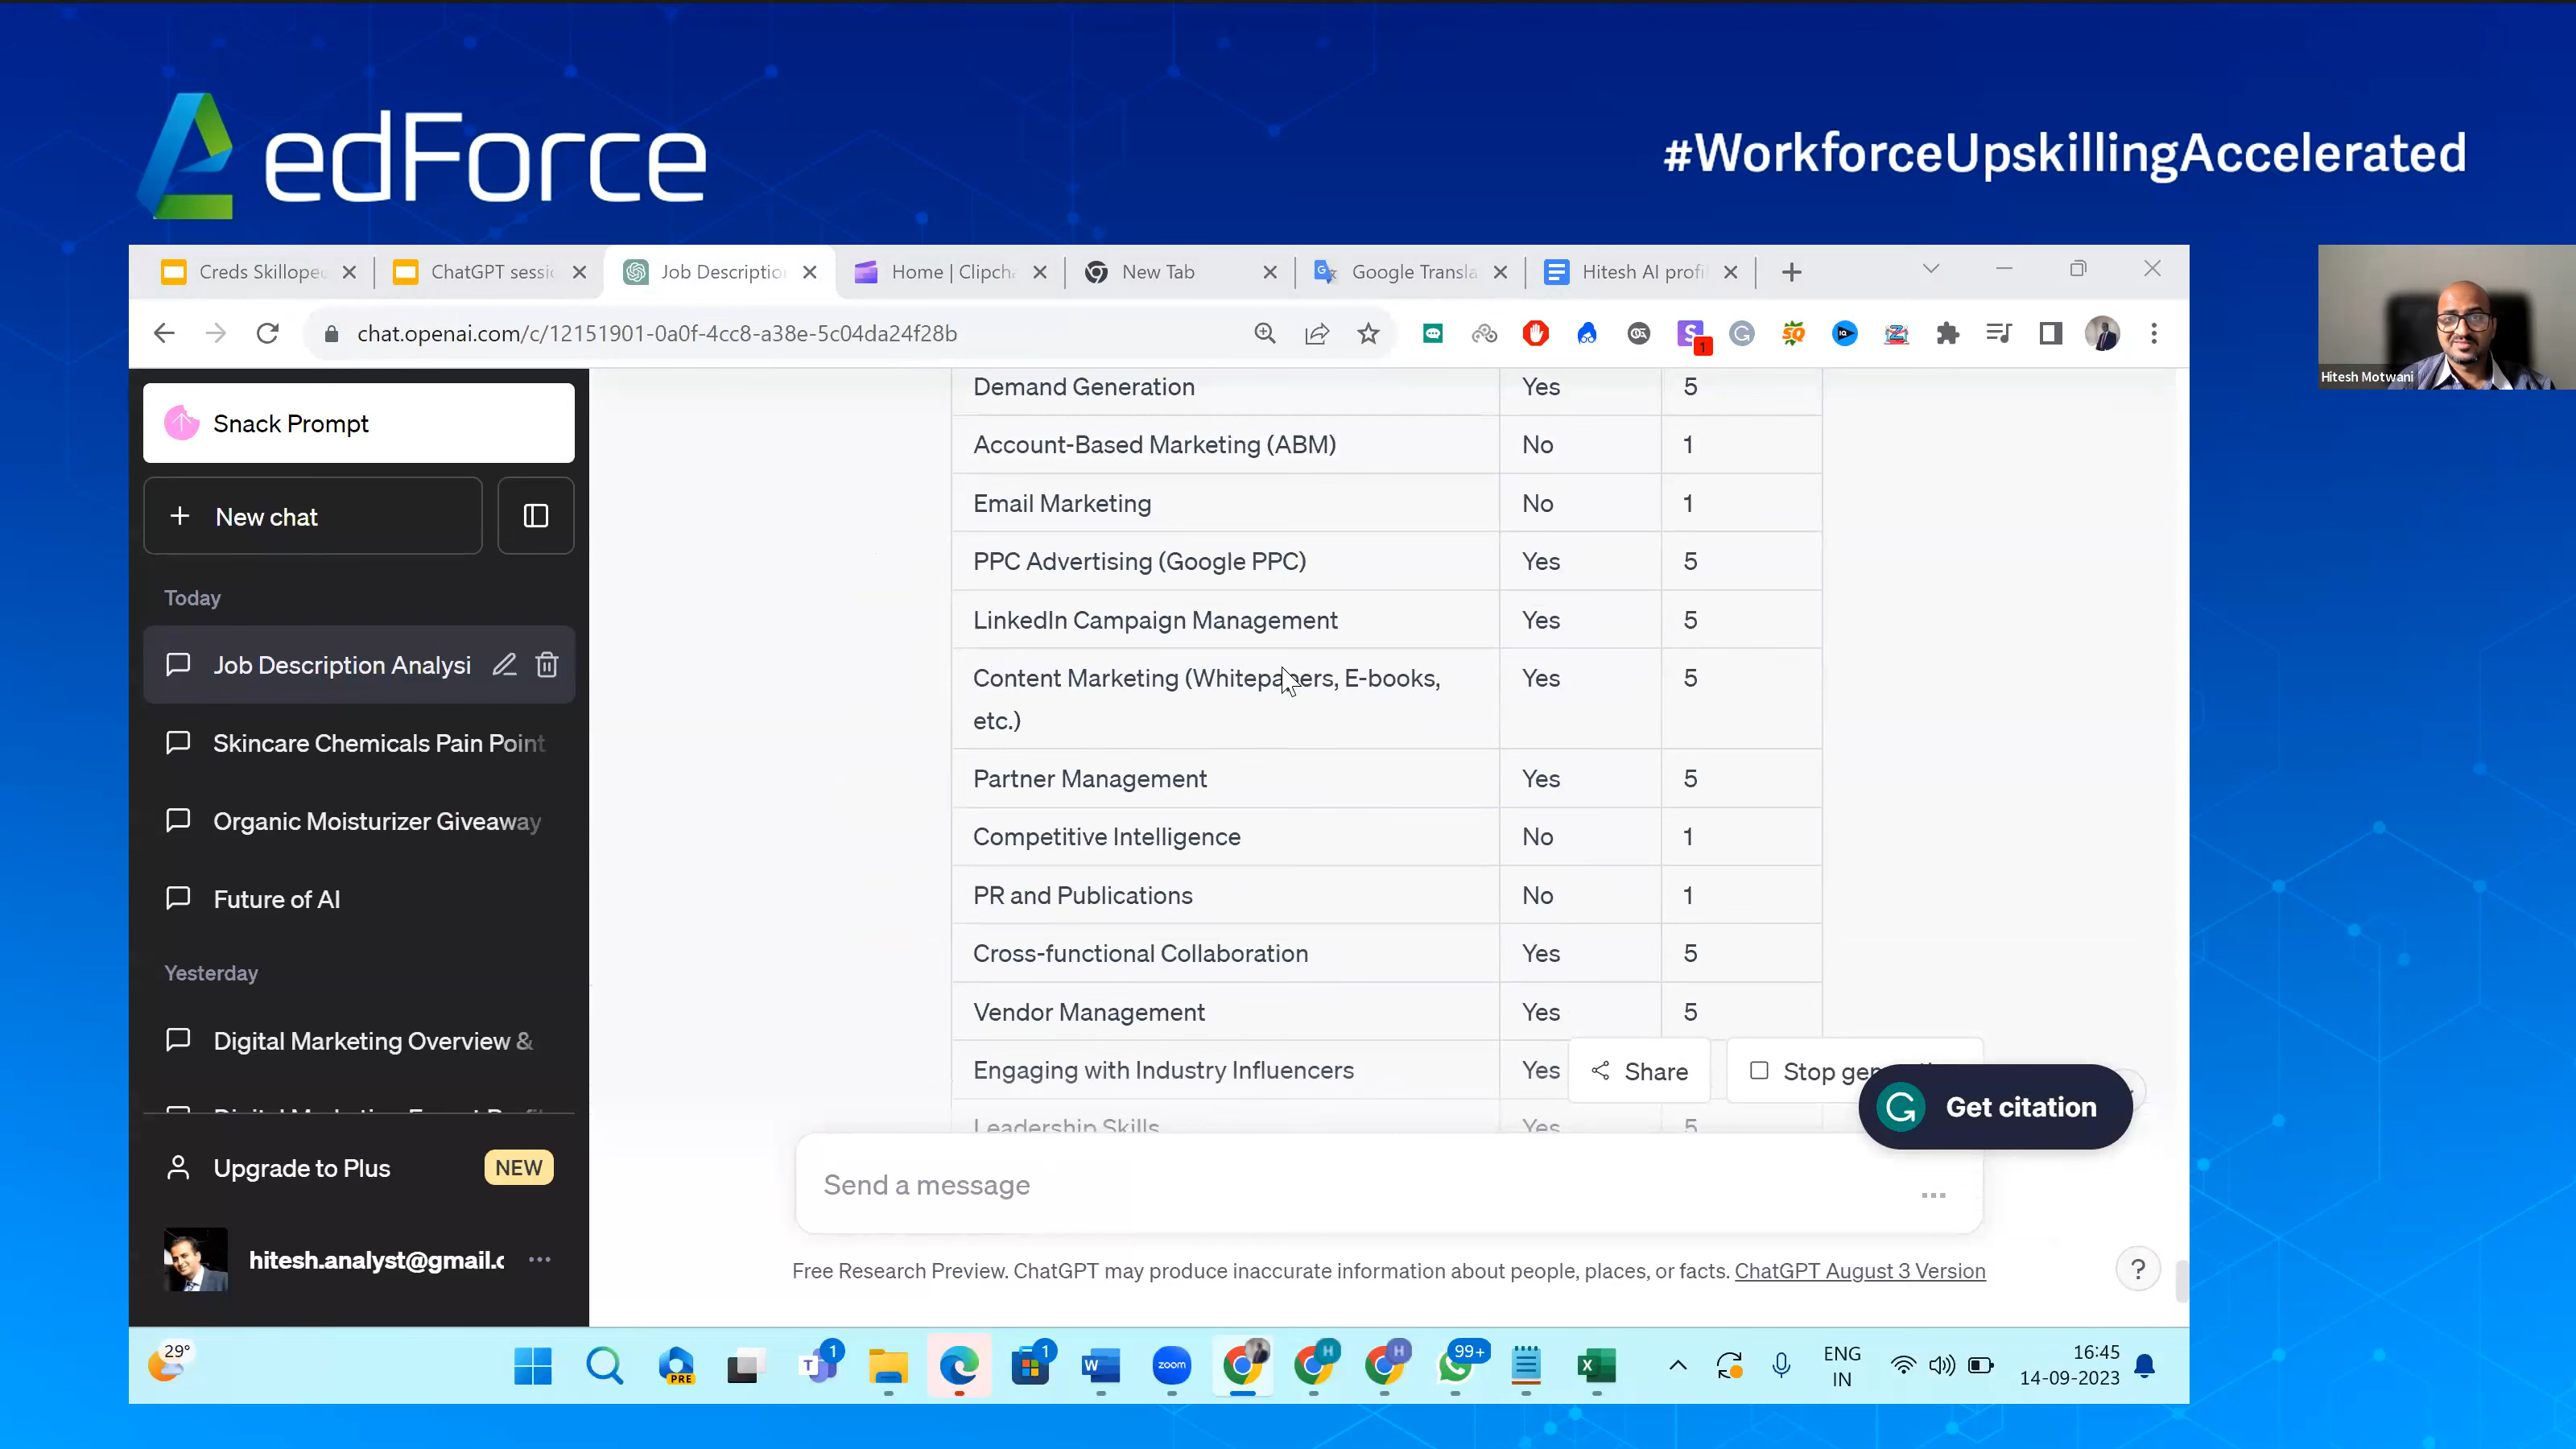 edForce
#WorkforceUpskillingAccelerated
Creds Skillope
ChatGPT sessi
Job Descriptio
Home | Clipch
New Tab
Google Transla
Hitesh AI profi
chat.openai.com/c/12151901-0a0f-4cc8-a38e-5c04da24f28b
1
Hitesh Motwani
Snack Prompt
New chat
Today
Job Description Analysi
Skincare Chemicals Pain Point
Organic Moisturizer Giveaway
Future of AI
Yesterday
Digital Marketing Overview &
Upgrade to Plus NEW
hitesh.analyst@gmail.c
Demand Generation Yes 5
Account-Based Marketing (ABM) No 1
Email Marketing No 1
PPC Advertising (Google PPC) Yes 5
LinkedIn Campaign Management Yes 5
Content Marketing (Whitepapers, E-books, Yes 5
etc.)
Partner Management Yes 5
Competitive Intelligence No 1
PR and Publications No 1
Cross-functional Collaboration Yes 5
Vendor Management Yes 5
Engaging with Industry Influencers Yes
Share
Stop gen
Get citation
Leadership Skills Yes 5
Send a message
Free Research Preview. ChatGPT may produce inaccurate information about people, places, or facts. ChatGPT August 3 Version
?
29°
PRE
T 1
1
W
zoom
H
H
99+
X
ENG
IN
16:45
14-09-2023